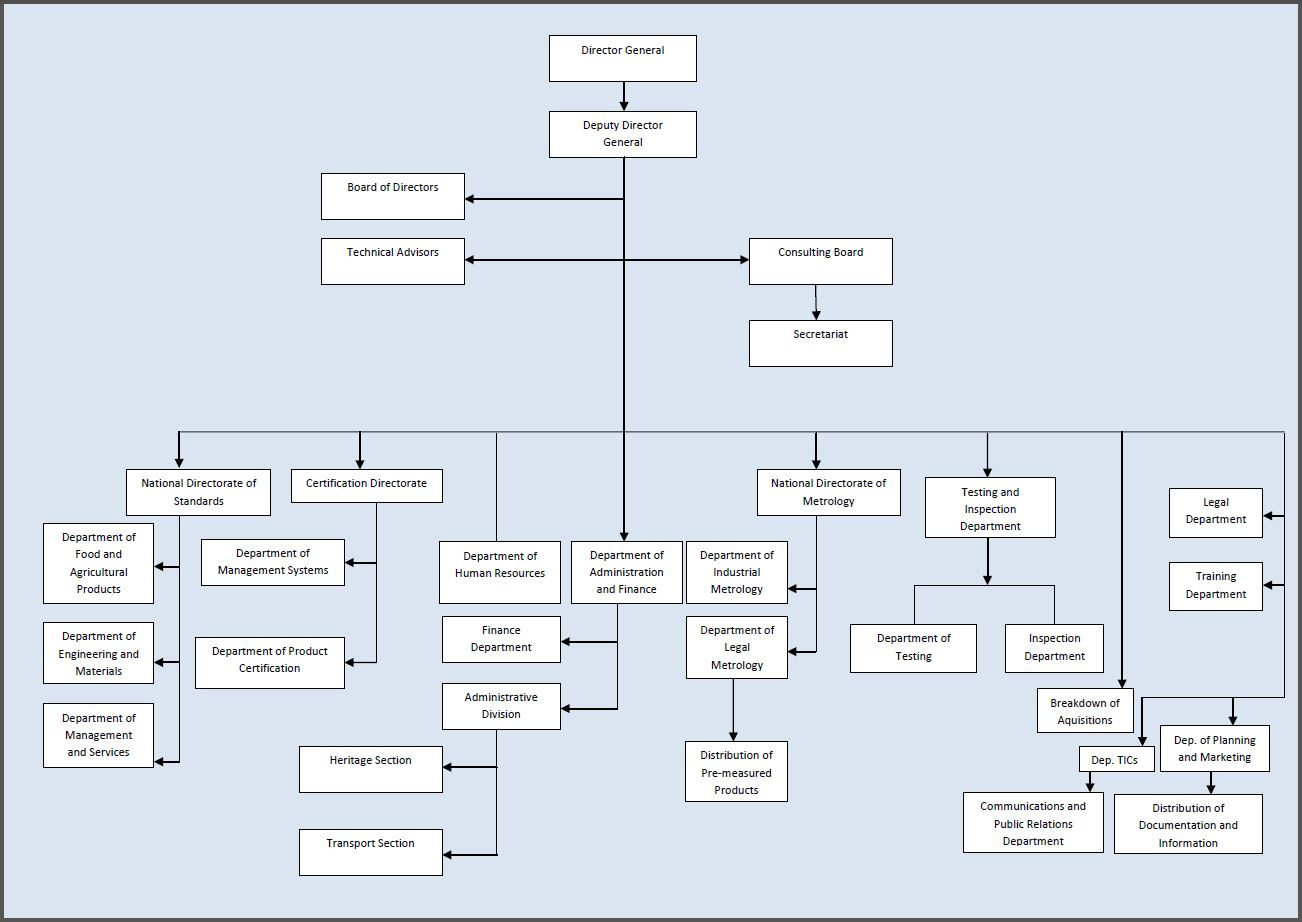 Director General
Deputy Director
General
Board of Directors
Technical Advisors
Consulting Board
Secretariat
National Directorate of
Standards
Department of
Food and
Agricultural
Products
Department of
Engineering and
Materials
Department of
Management
and Services
Certification Directorate
Department of
Management Systems
Department of Product
Certification
Department of
Human Resources
Department of
Administration
and Finance
Finance
Department
Administrative
Division
Heritage Section
Transport Section
National Directorate of
Metrology
Department of
Industrial
Metrology
Department of
Legal
Metrology
Distribution of
Pre-measured
Products
Testing and
Inspection
Department
Department of
Testing
Inspection
Department
Breakdown of
Aquisitions
Legal
Department
Training
Department
Dep. TICs
Communications and
Public Relations
Department
Dep. of Planning
and Marketing
Distribution of
Documentation and
Information